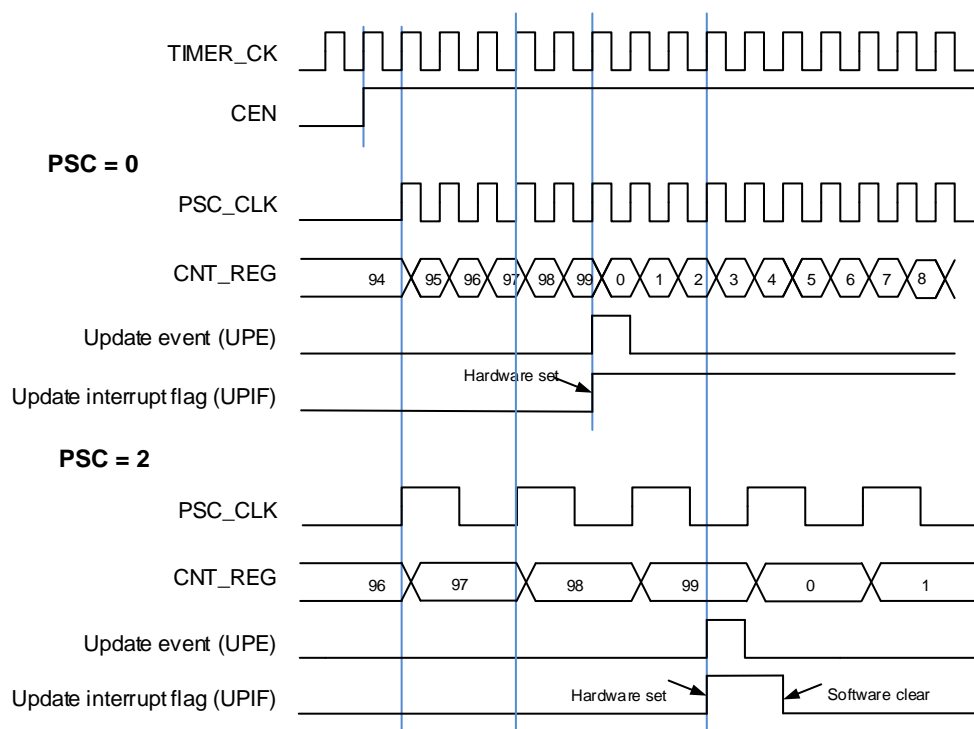 TIMER_CK
CEN
PSC = 0
PSC_CLK
CNT_REG 94 95 96 97 98 99 0 1 2 3 4 5 6 7 8
Update event (UPE)
Hardware set
Update interrupt flag (UPIF)
PSC = 2
PSC_CLK
CNT_REG 96 97 98 99 0 1
Update event (UPE)
Update interrupt flag (UPIF) Hardware set Software clear